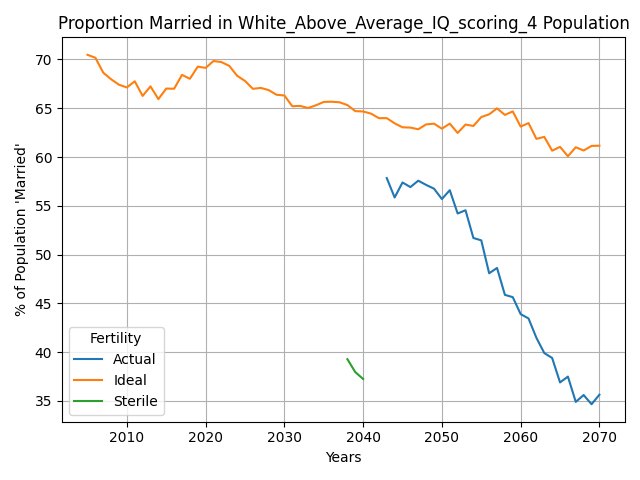 Proportion Married in White_Above_Average_IQ_scoring_4 Population
% of Population 'Married'
70
65
60
55
50
45
40
35
Fertility
Actual
Ideal
Sterile
2010 2020 2030 2040 2050 2060 2070
Years